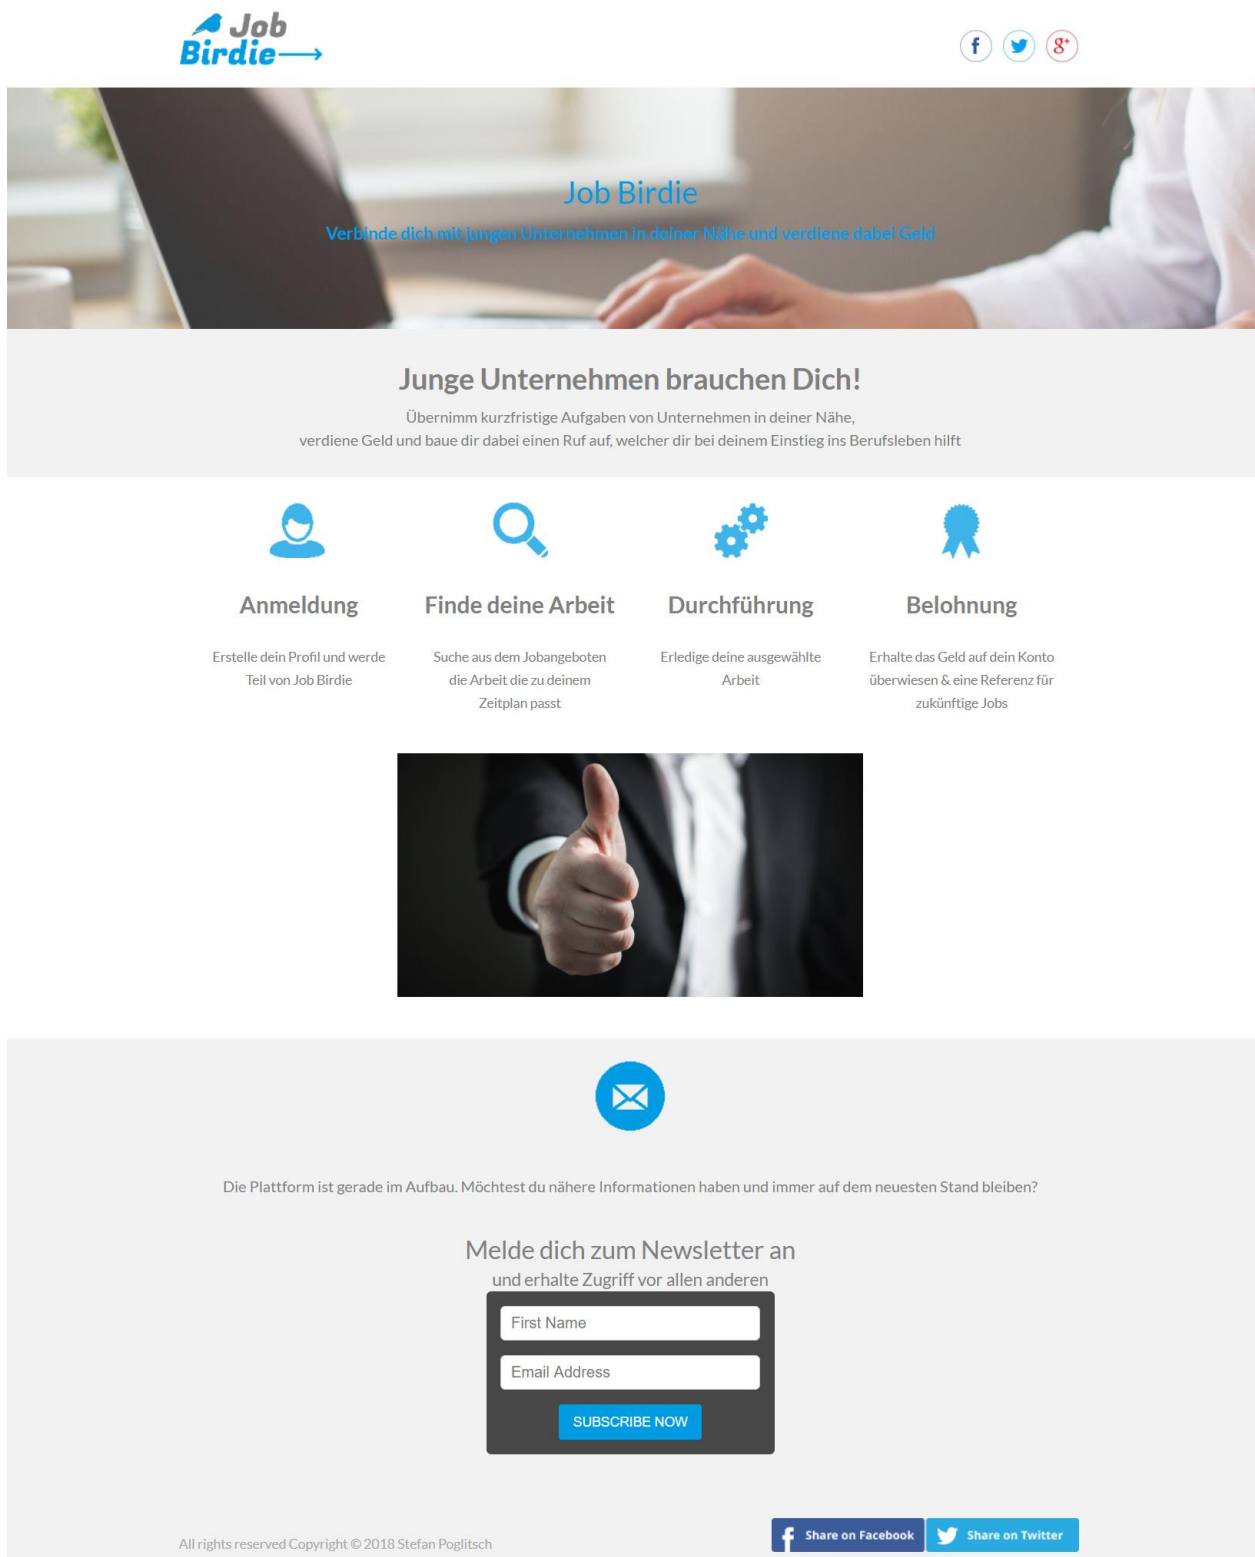 Job
Birdie
f
g+
Job Birdie
Verbinde dich mit jungen Unternehmen in deiner Nähe und verdiene dabei Geld
Junge Unternehmen brauchen Dich!
Übernimm kurzfristige Aufgaben von Unternehmen in deiner Nähe,
verdiene Geld und baue dir dabei einen Ruf auf, welcher dir bei deinem Einstieg ins Berufsleben hilft
Anmeldung
Erstelle dein Profil und werde
Teil von Job Birdie
Finde deine Arbeit
Suche aus dem Jobangeboten
die Arbeit die zu deinem
Zeitplan passt
Durchführung
Erledige deine ausgewählte
Arbeit
Belohnung
Erhalte das Geld auf dein Konto
überwiesen & eine Referenz für
zukünftige Jobs
Die Plattform ist gerade im Aufbau. Möchtest du nähere Informationen haben und immer auf dem neuesten Stand bleiben?
Melde dich zum Newsletter an
und erhalte Zugriff vor allen anderen
First Name
Email Address
SUBSCRIBE NOW
All rights reserved Copyright © 2018 Stefan Poglitsch
f Share on Facebook
Share on Twitter